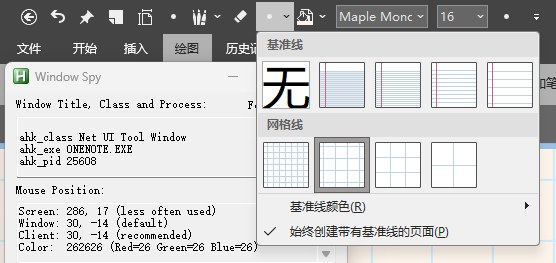 Maple Mono
16
文件
开始
插入
绘图
历史记
Window Spy
基准线
无
Window Title, Class and Process:
ahk_class Net UI Tool Window
ahk_exe ONENOTE.EXE
ahk_pid 25608
网格线
Mouse Position:
Screen: 286, 17 (less often used)
Window: 30, -14 (default)
Client: 30, -14 (recommended)
Color: 262626 (Red=26 Green=26 Blue=26)
基准线颜色(R)
始终创建带有基准线的页面(P)